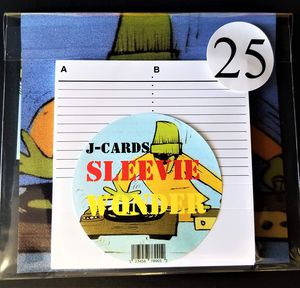 25
A B
J-CARDS
SLEEVIE
WONDER